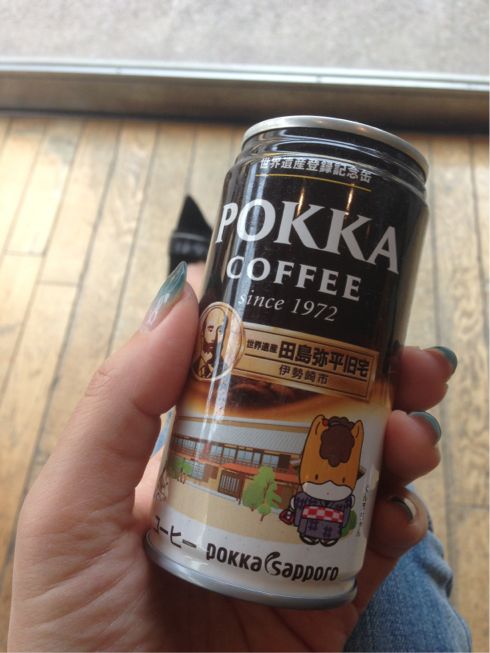 世界遺産登録記念缶
POKKA
COFFEE
since 1972
世界遺産 田島弥平旧宅
伊勢崎市
コーヒー pokka sapporo